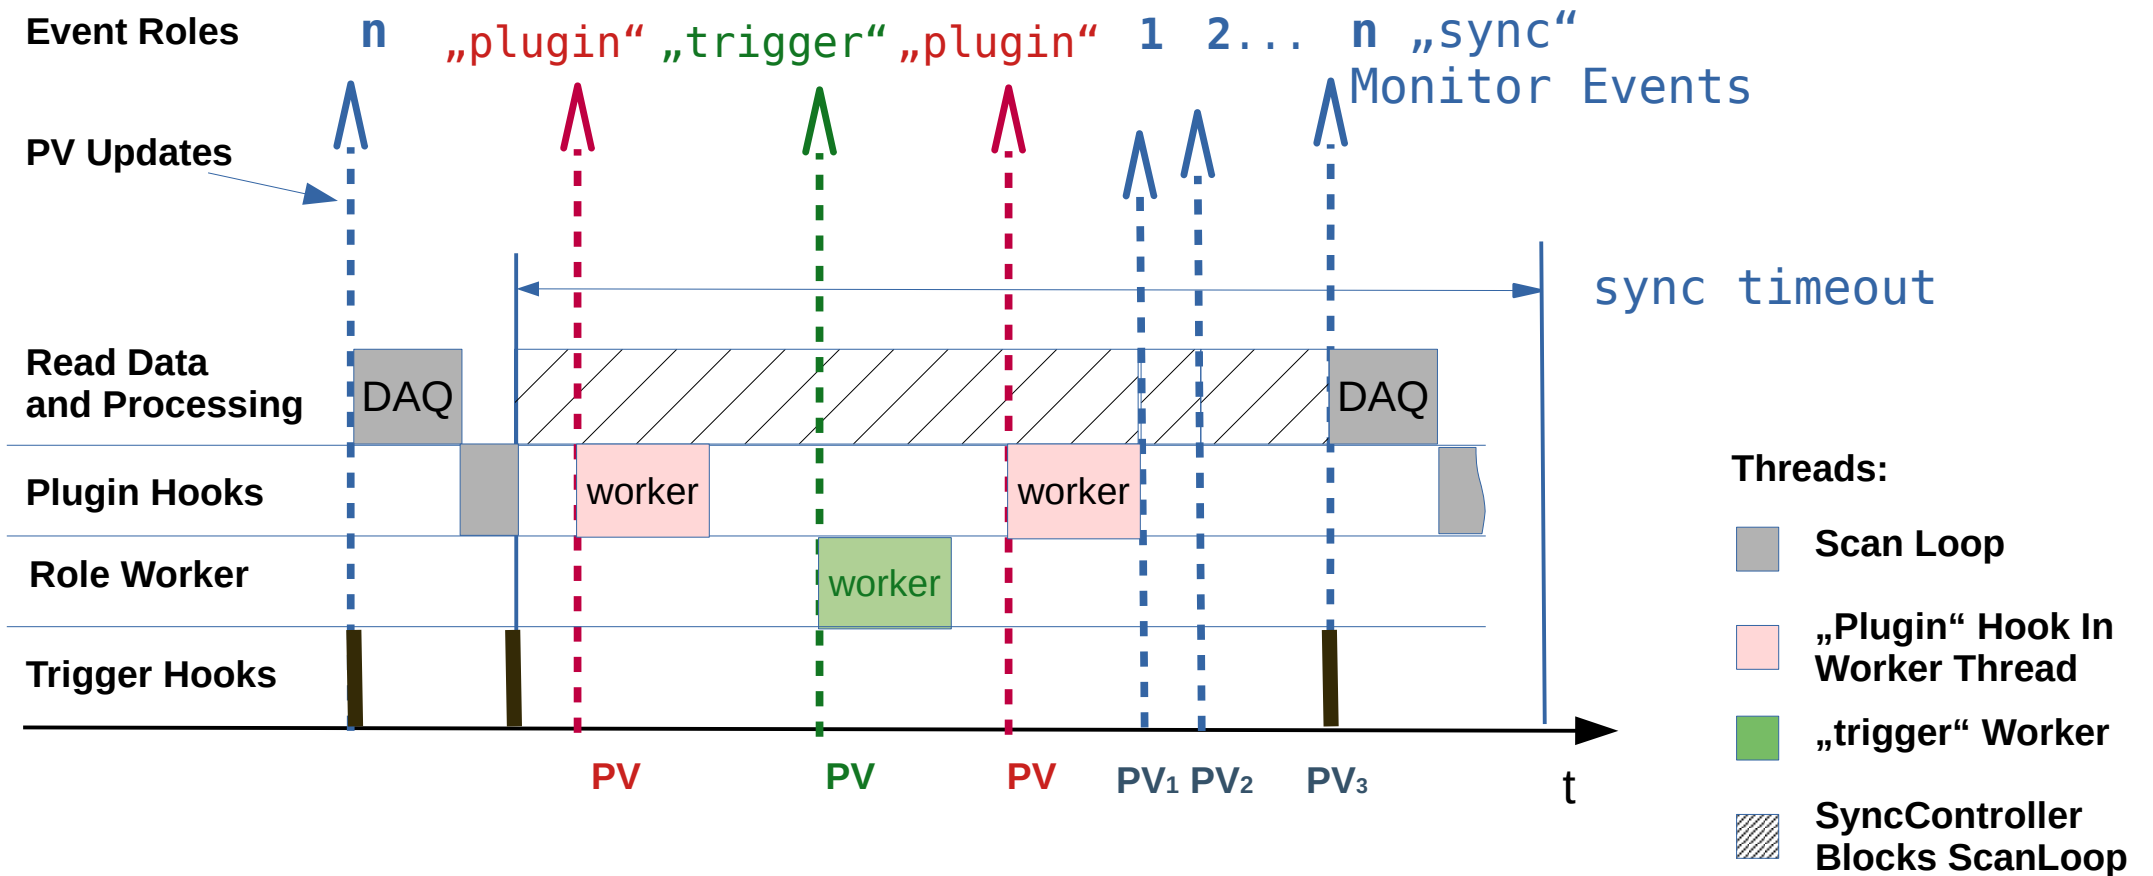 Event Roles
n „plugin“ „trigger“ „plugin“ 1 2... n „sync“
Monitor Events
PV Updates
sync timeout
Read Data
and Processing
DAQ
DAQ
Plugin Hooks
worker
worker
Role Worker
worker
Trigger Hooks
PV
PV
PV
PV1
PV2
PV3
t
Threads:
Scan Loop
„Plugin“ Hook In
Worker Thread
„trigger“ Worker
SyncController
Blocks ScanLoop